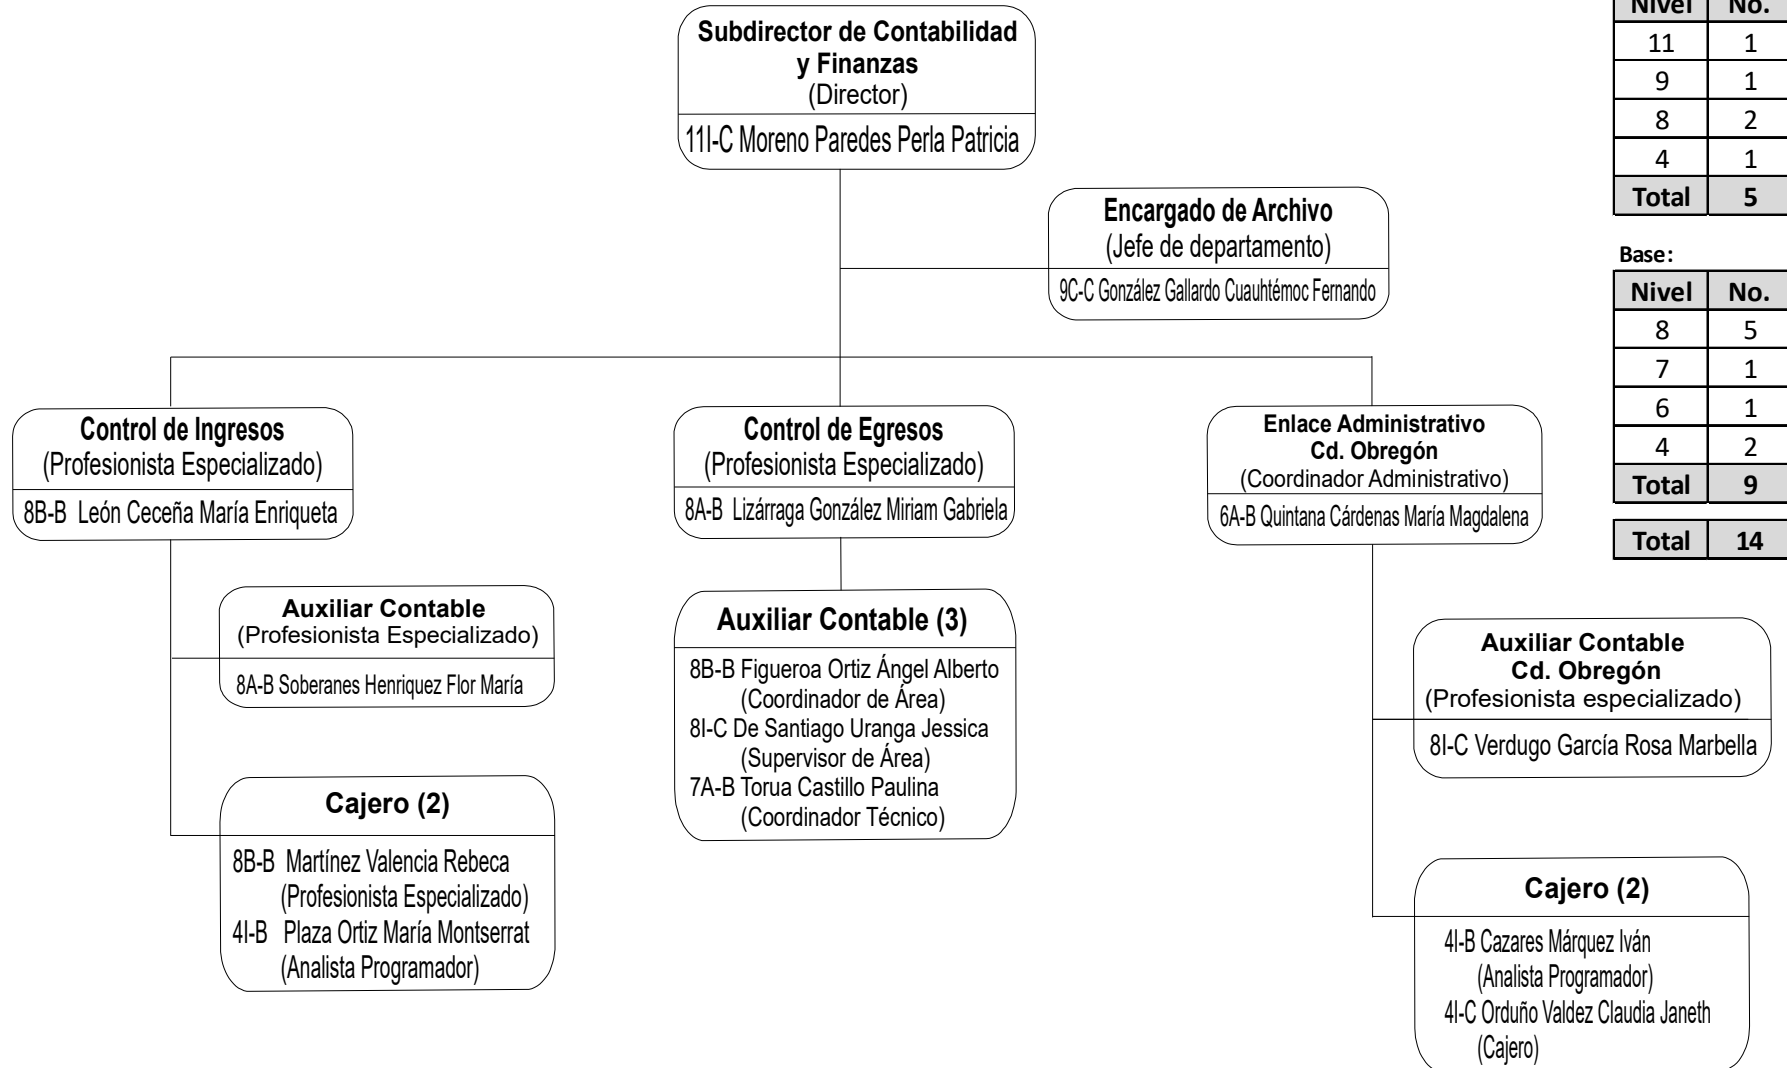 Subdirector de Contabilidad
y Finanzas
(Director)
11I-C Moreno Paredes Perla Patricia
Encargado de Archivo
(Jefe de departamento)
9C-C González Gallardo Cuauhtémoc Fernando
Control de Ingresos
(Profesionista Especializado)
8B-B León Ceceña María Enriqueta
Auxiliar Contable
(Profesionista Especializado)
8A-B Soberanes Henriquez Flor María
Cajero (2)
8B-B Martínez Valencia Rebeca
(Profesionista Especializado)
4I-B Plaza Ortiz María Montserrat
(Analista Programador)
Control de Egresos
(Profesionista Especializado)
8A-B Lizárraga González Miriam Gabriela
Auxiliar Contable (3)
8B-B Figueroa Ortiz Ángel Alberto
(Coordinador de Área)
8I-C De Santiago Uranga Jessica
(Supervisor de Área)
7A-B Torua Castillo Paulina
(Coordinador Técnico)
Enlace Administrativo
Cd. Obregón
(Coordinador Administrativo)
6A-B Quintana Cárdenas María Magdalena
Auxiliar Contable
Cd. Obregón
(Profesionista especializado)
8I-C Verdugo García Rosa Marbella
Cajero (2)
4I-B Cazares Márquez Iván
(Analista Programador)
4I-C Orduño Valdez Claudia Janeth
(Cajero)
Nivel No.
11 1
9 1
8 2
4 1
Total 5
Base:
Nivel No.
8 5
7 1
6 1
4 2
Total 9
Total 14